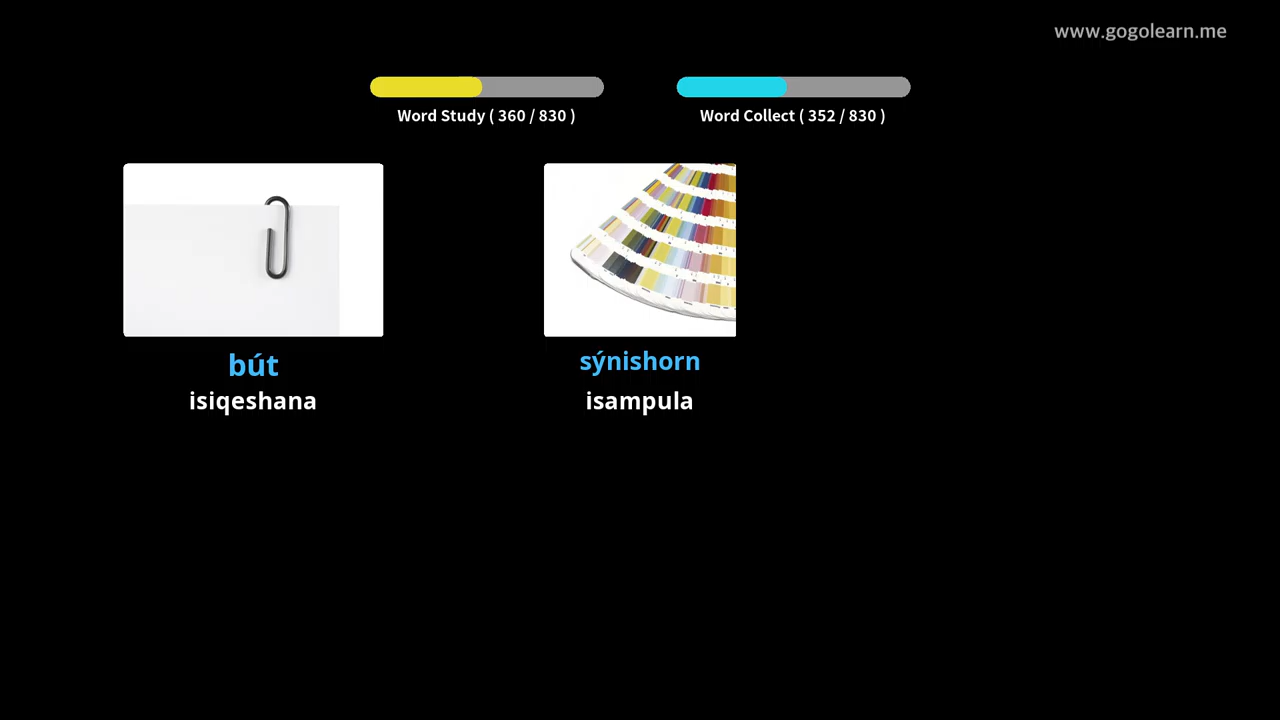 www.gogolearn.me
Word Study ( 360 / 830 )
Word Collect ( 352 / 830 )
bút
isiqeshana
sýnishorn
isampula